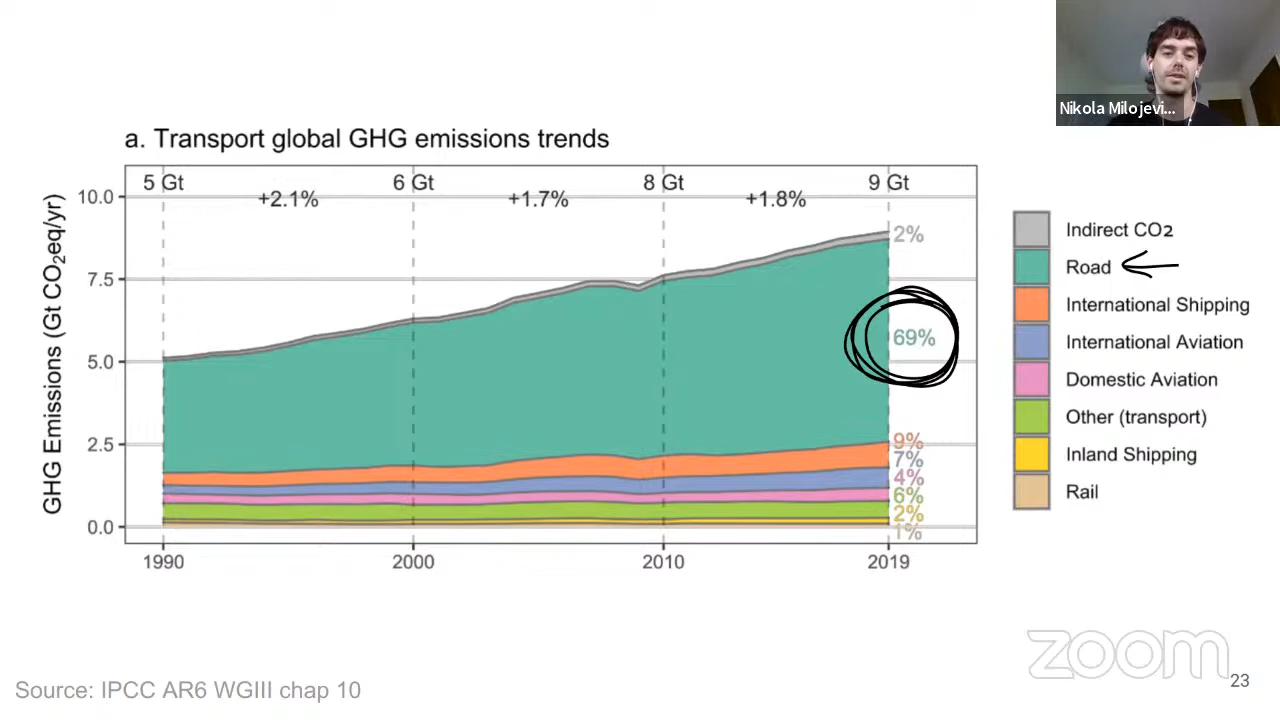 Nikola Milojevi...
a. Transport global GHG emissions trends
GHG Emissions (Gt CO₂eq/yr)
5 Gt 6 Gt 8 Gt 9 Gt
+2.1% +1.7% +1.8%
10.0
7.5
5.0
2.5
0.0
2%
69%
9%
7%
4%
6%
2%
1%
1990 2000 2010 2019
Indirect CO2
Road
International Shipping
International Aviation
Domestic Aviation
Other (transport)
Inland Shipping
Rail
zoom
Source: IPCC AR6 WGIII chap 10
23